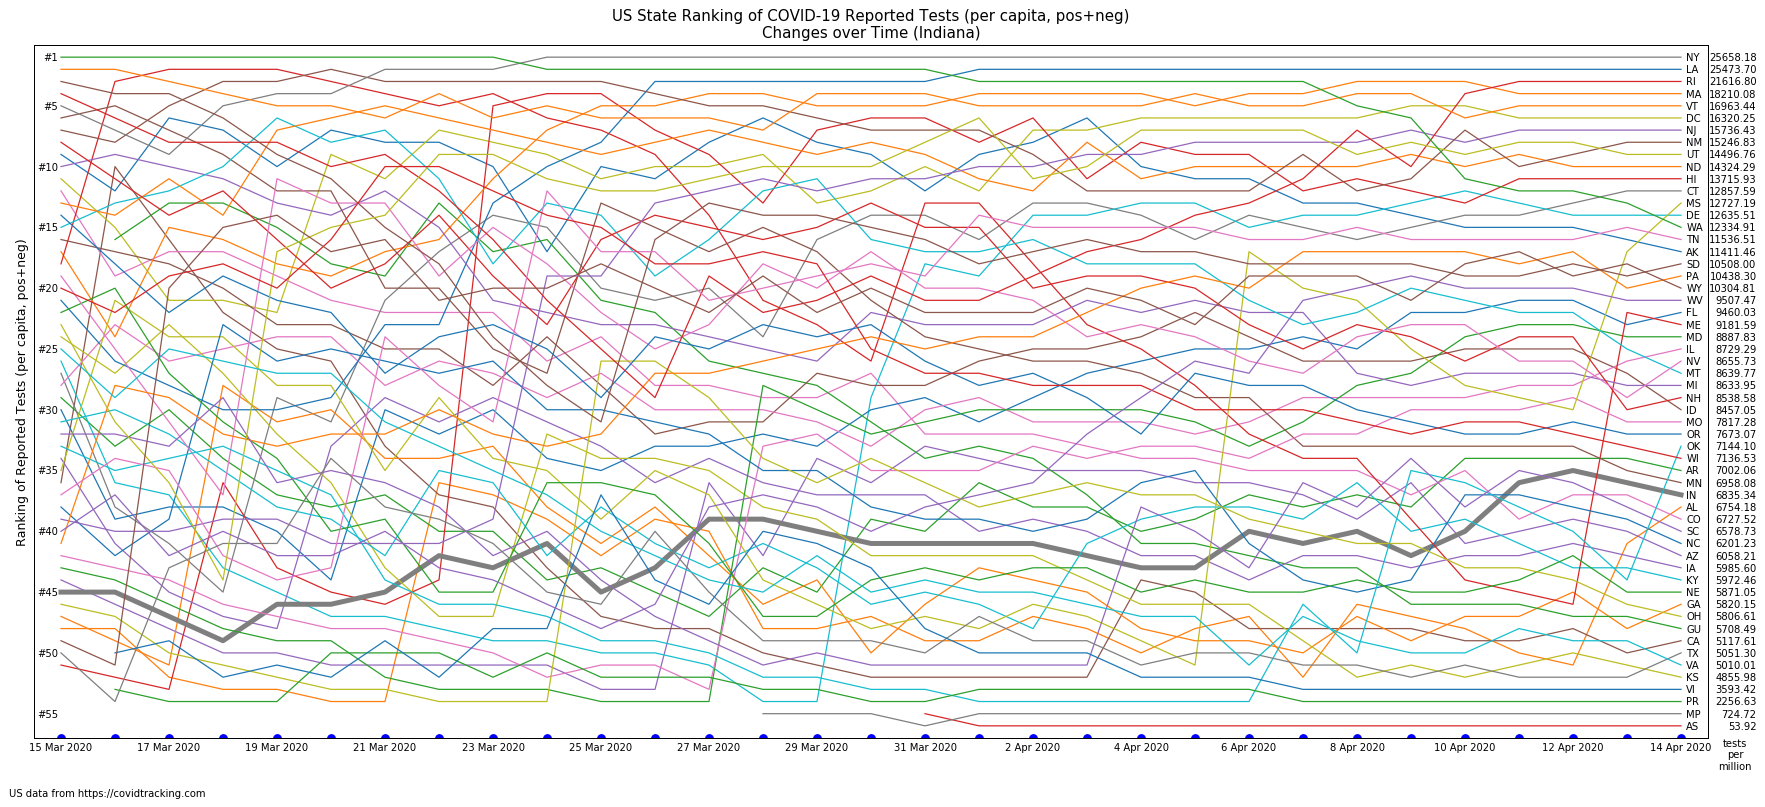 US State Ranking of COVID-19 Reported Tests (per capita, pos+neg)
Changes over Time (Indiana)
Ranking of Reported Tests (per capita, pos+neg)
#1
#5
#10
#15
#20
#25
#30
#35
#40
#45
#50
#55
NY 25658.18
LA 25473.70
RI 21616.80
MA 18210.08
VT 16963.44
DC 16320.25
NJ 15736.43
NM 15246.83
UT 14496.76
ND 14324.29
HI 13715.93
CT 12857.59
MS 12727.19
DE 12635.51
WA 12334.91
TN 11536.51
AK 11411.46
SD 10508.00
PA 10438.30
WY 10304.81
WV 9507.47
FL 9460.03
ME 9181.59
MD 8887.83
IL 8729.29
NV 8655.73
MT 8639.77
MI 8633.95
NH 8538.58
ID 8457.05
MO 7817.28
OR 7673.07
OK 7144.10
WI 7136.53
AR 7002.06
MN 6958.08
IN 6835.34
AL 6754.18
CO 6727.52
SC 6578.73
NC 6201.23
AZ 6058.21
IA 5985.60
KY 5972.46
NE 5871.05
GA 5820.15
OH 5806.61
GU 5708.49
CA 5117.61
TX 5051.30
VA 5010.01
KS 4855.98
VI 3593.42
PR 2256.63
MP 724.72
AS 53.92
15 Mar 2020 17 Mar 2020 19 Mar 2020 21 Mar 2020 23 Mar 2020 25 Mar 2020 27 Mar 2020 29 Mar 2020 31 Mar 2020 2 Apr 2020 4 Apr 2020 6 Apr 2020 8 Apr 2020 10 Apr 2020 12 Apr 2020 14 Apr 2020
tests
per
million
US data from https://covidtracking.com